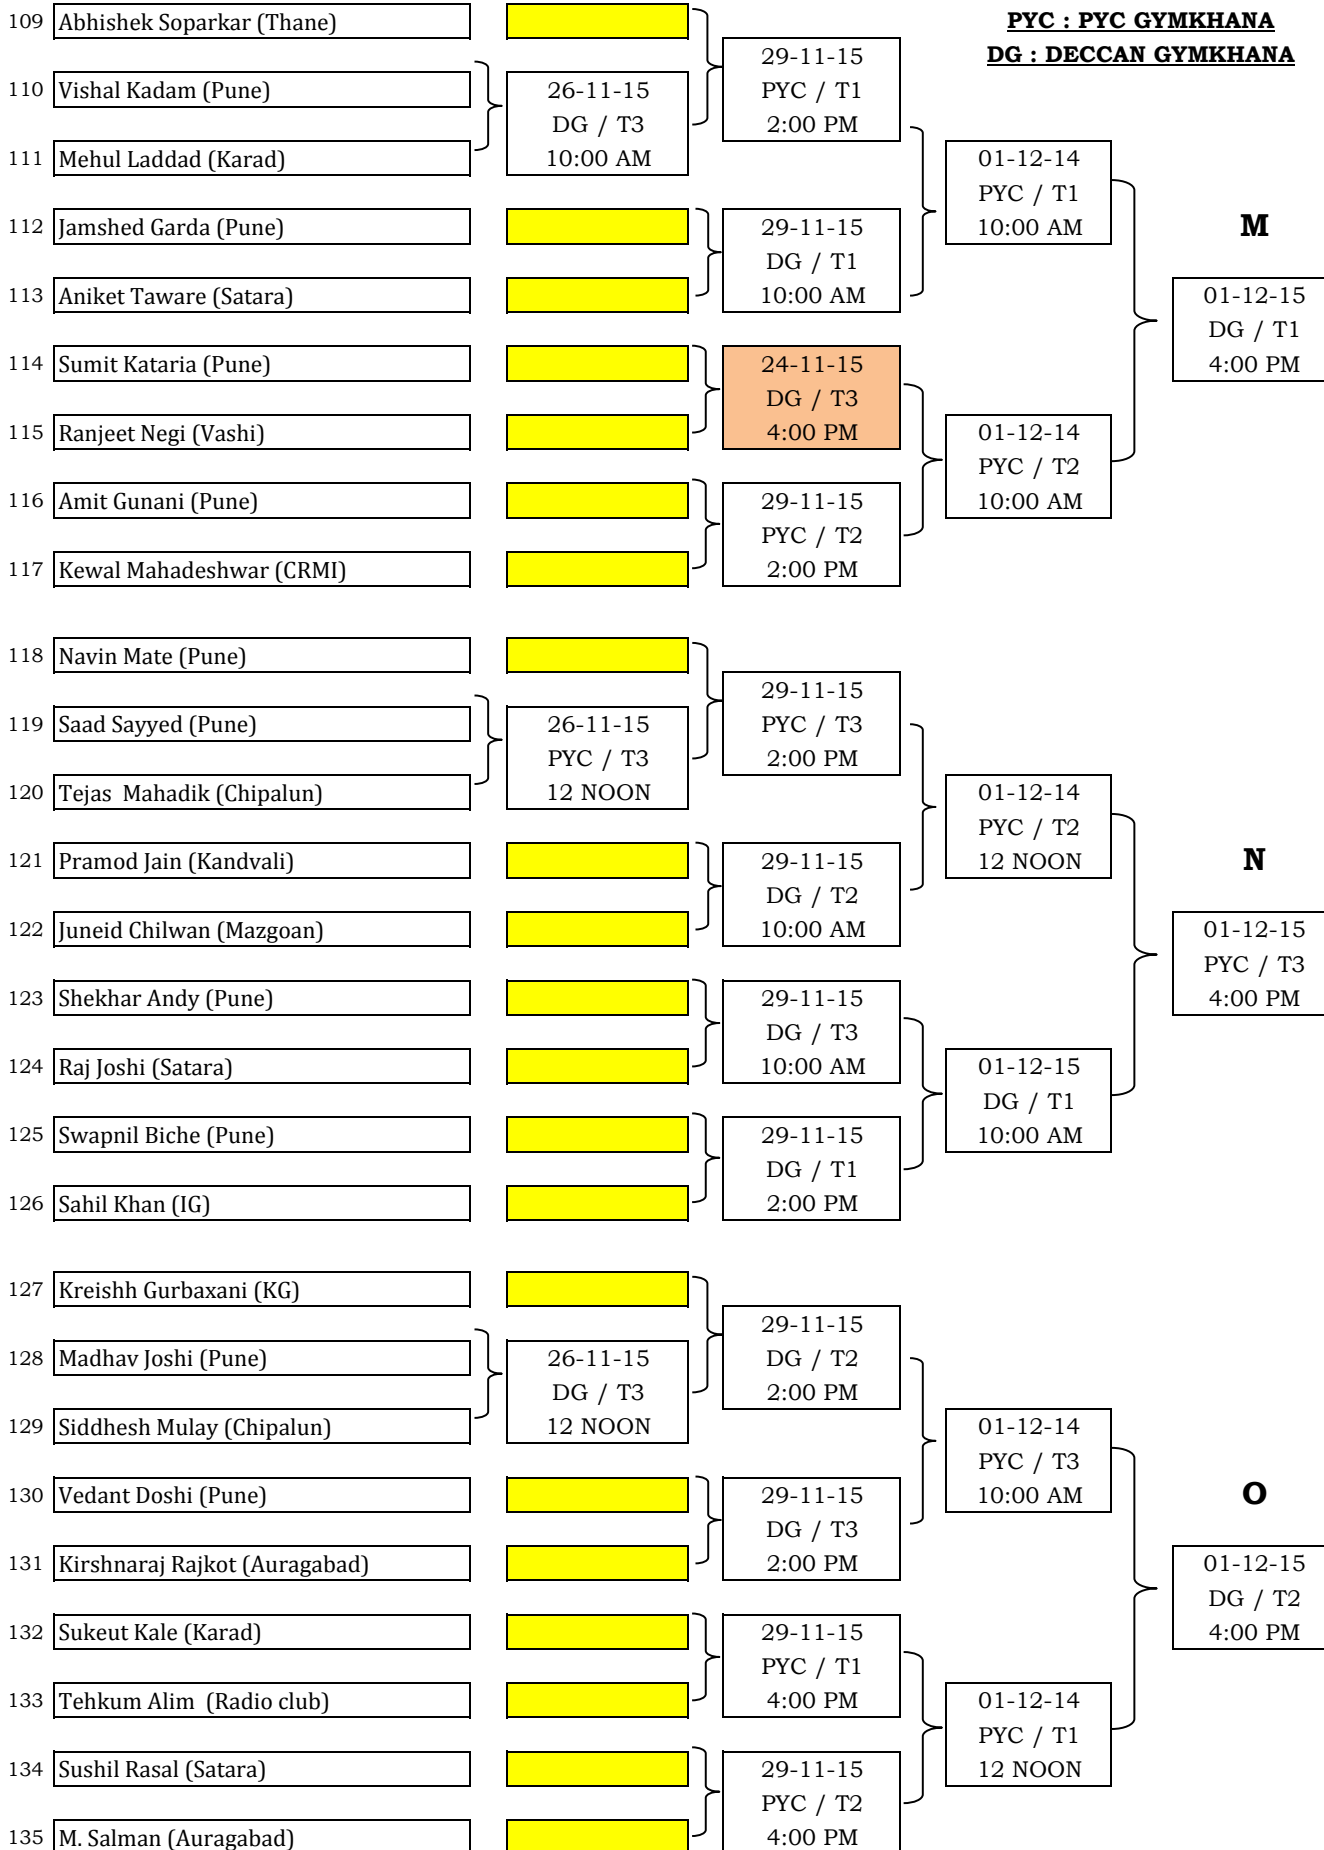 PYC : PYC GYMKHANA
DG : DECCAN GYMKHANA
109 Abhishek Soparkar (Thane)
29-11-15
PYC / T1
2:00 PM
110 Vishal Kadam (Pune)
26-11-15
DG / T3
10:00 AM
111 Mehul Laddad (Karad)
01-12-14
PYC / T1
10:00 AM
112 Jamshed Garda (Pune)
29-11-15
DG / T1
10:00 AM
M
113 Aniket Taware (Satara)
01-12-15
DG / T1
4:00 PM
114 Sumit Kataria (Pune)
24-11-15
DG / T3
4:00 PM
115 Ranjeet Negi (Vashi)
01-12-14
PYC / T2
10:00 AM
116 Amit Gunani (Pune)
29-11-15
PYC / T2
2:00 PM
117 Kewal Mahadeshwar (CRMI)
118 Navin Mate (Pune)
29-11-15
PYC / T3
2:00 PM
119 Saad Sayyed (Pune)
26-11-15
PYC / T3
12 NOON
120 Tejas  Mahadik (Chipalun)
01-12-14
PYC / T2
12 NOON
121 Pramod Jain (Kandvali)
29-11-15
DG / T2
10:00 AM
N
122 Juneid Chilwan (Mazgoan)
01-12-15
PYC / T3
4:00 PM
123 Shekhar Andy (Pune)
29-11-15
DG / T3
10:00 AM
124 Raj Joshi (Satara)
01-12-15
DG / T1
10:00 AM
125 Swapnil Biche (Pune)
29-11-15
DG / T1
2:00 PM
126 Sahil Khan (IG)
127 Kreishh Gurbaxani (KG)
29-11-15
DG / T2
2:00 PM
128 Madhav Joshi (Pune)
26-11-15
DG / T3
12 NOON
129 Siddhesh Mulay (Chipalun)
01-12-14
PYC / T3
10:00 AM
130 Vedant Doshi (Pune)
29-11-15
DG / T3
2:00 PM
O
131 Kirshnaraj Rajkot (Auragabad)
01-12-15
DG / T2
4:00 PM
132 Sukeut Kale (Karad)
29-11-15
PYC / T1
4:00 PM
133 Tehkum Alim  (Radio club)
01-12-14
PYC / T1
12 NOON
134 Sushil Rasal (Satara)
29-11-15
PYC / T2
4:00 PM
135 M. Salman (Auragabad)